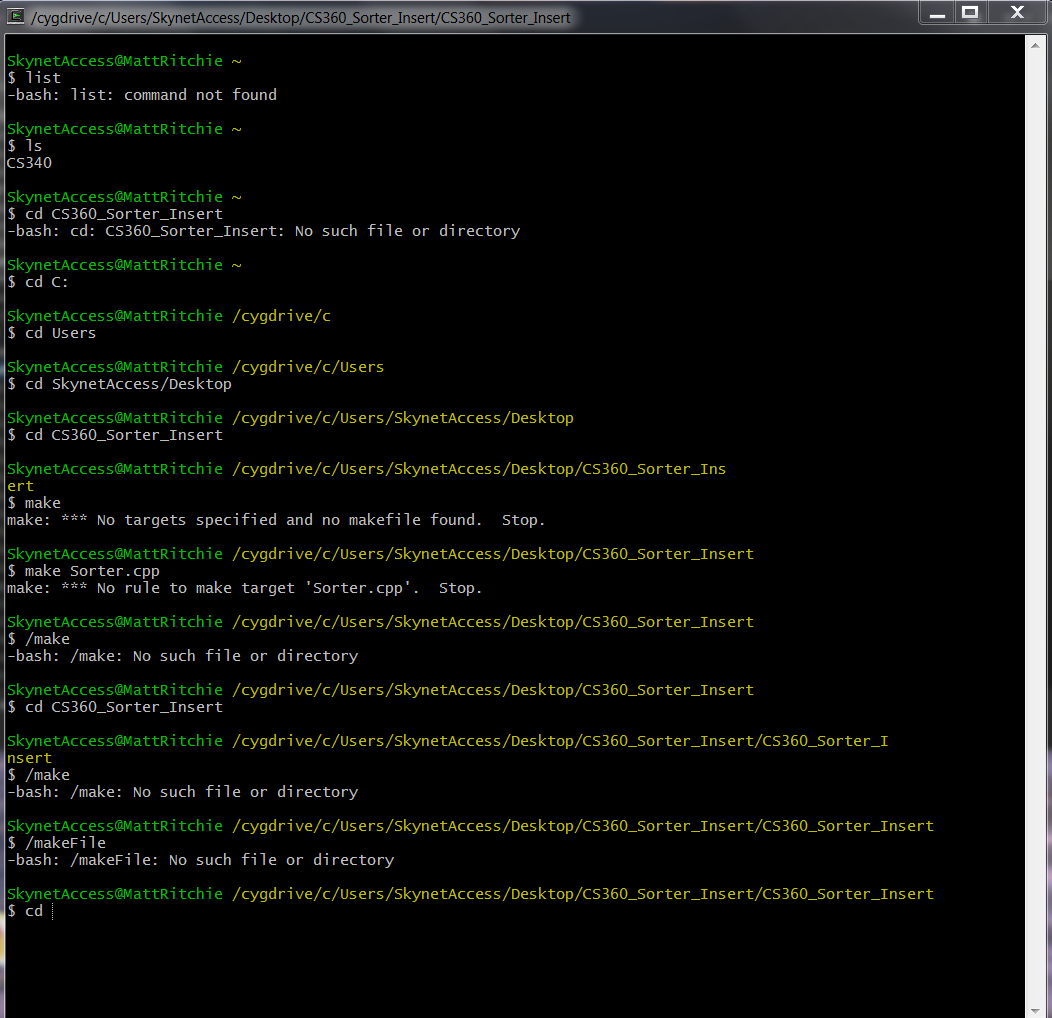 /cygdrive/c/Users/SkynetAccess/Desktop/CS360_Sorter_Insert/CS360_Sorter_Insert
SkynetAccess@MattRitchie ~
$ list
-bash: list: command not found
SkynetAccess@MattRitchie ~
$ ls
CS340
SkynetAccess@MattRitchie ~
$ cd CS360_Sorter_Insert
-bash: cd: CS360_Sorter_Insert: No such file or directory
SkynetAccess@MattRitchie ~
$ cd C:
SkynetAccess@MattRitchie /cygdrive/c
$ cd Users
SkynetAccess@MattRitchie /cygdrive/c/Users
$ cd SkynetAccess/Desktop
SkynetAccess@MattRitchie /cygdrive/c/Users/SkynetAccess/Desktop
$ cd CS360_Sorter_Insert
SkynetAccess@MattRitchie /cygdrive/c/Users/SkynetAccess/Desktop/CS360_Sorter_Ins
ert
$ make
make: *** No targets specified and no makefile found.  Stop.
SkynetAccess@MattRitchie /cygdrive/c/Users/SkynetAccess/Desktop/CS360_Sorter_Insert
$ make Sorter.cpp
make: *** No rule to make target 'Sorter.cpp'.  Stop.
SkynetAccess@MattRitchie /cygdrive/c/Users/SkynetAccess/Desktop/CS360_Sorter_Insert
$ /make
-bash: /make: No such file or directory
SkynetAccess@MattRitchie /cygdrive/c/Users/SkynetAccess/Desktop/CS360_Sorter_Insert
$ cd CS360_Sorter_Insert
SkynetAccess@MattRitchie /cygdrive/c/Users/SkynetAccess/Desktop/CS360_Sorter_Insert/CS360_Sorter_I
nsert
$ /make
-bash: /make: No such file or directory
SkynetAccess@MattRitchie /cygdrive/c/Users/SkynetAccess/Desktop/CS360_Sorter_Insert/CS360_Sorter_Insert
$ /makeFile
-bash: /makeFile: No such file or directory
SkynetAccess@MattRitchie /cygdrive/c/Users/SkynetAccess/Desktop/CS360_Sorter_Insert/CS360_Sorter_Insert
$ cd